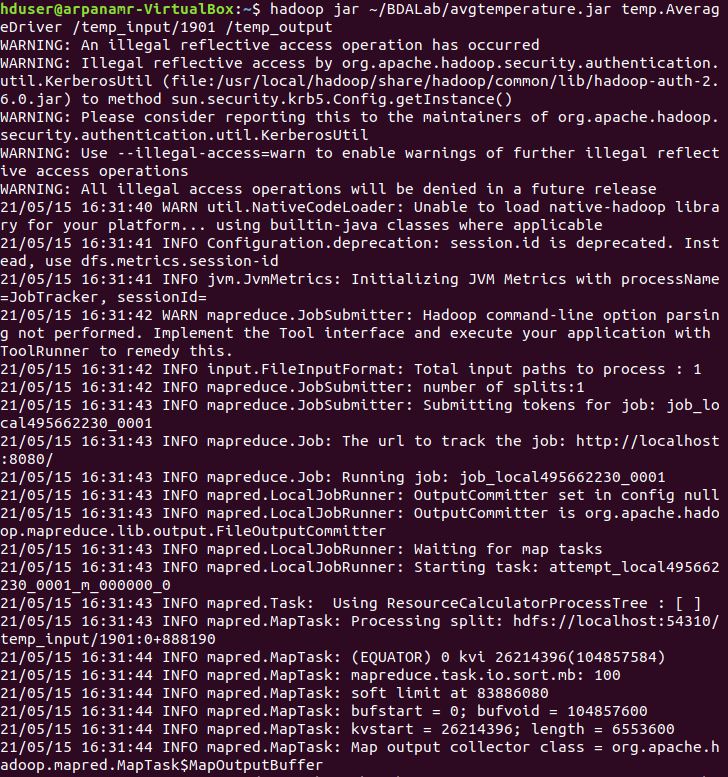 hduser@arpanamr-VirtualBox:~$ hadoop jar ~/BDALab/avgtemperature.jar temp.Averag
eDriver /temp_input/1901 /temp_output
WARNING: An illegal reflective access operation has occurred
WARNING: Illegal reflective access by org.apache.hadoop.security.authentication.
util.KerberosUtil (file:/usr/local/hadoop/share/hadoop/common/lib/hadoop-auth-2.
6.0.jar) to method sun.security.krb5.Config.getInstance()
WARNING: Please consider reporting this to the maintainers of org.apache.hadoop.
security.authentication.util.KerberosUtil
WARNING: Use --illegal-access=warn to enable warnings of further illegal reflect
ive access operations
WARNING: All illegal access operations will be denied in a future release
21/05/15 16:31:40 WARN util.NativeCodeLoader: Unable to load native-hadoop libra
ry for your platform... using builtin-java classes where applicable
21/05/15 16:31:41 INFO Configuration.deprecation: session.id is deprecated. Inst
ead, use dfs.metrics.session-id
21/05/15 16:31:41 INFO jvm.JvmMetrics: Initializing JVM Metrics with processName
=JobTracker, sessionId=
21/05/15 16:31:42 WARN mapreduce.JobSubmitter: Hadoop command-line option parsin
g not performed. Implement the Tool interface and execute your application with 
ToolRunner to remedy this.
21/05/15 16:31:42 INFO input.FileInputFormat: Total input paths to process : 1
21/05/15 16:31:42 INFO mapreduce.JobSubmitter: number of splits:1
21/05/15 16:31:43 INFO mapreduce.JobSubmitter: Submitting tokens for job: job_lo
cal495662230_0001
21/05/15 16:31:43 INFO mapreduce.Job: The url to track the job: http://localhost
:8080/
21/05/15 16:31:43 INFO mapreduce.Job: Running job: job_local495662230_0001
21/05/15 16:31:43 INFO mapred.LocalJobRunner: OutputCommitter set in config null
21/05/15 16:31:43 INFO mapred.LocalJobRunner: OutputCommitter is org.apache.hado
op.mapreduce.lib.output.FileOutputCommitter
21/05/15 16:31:43 INFO mapred.LocalJobRunner: Waiting for map tasks
21/05/15 16:31:43 INFO mapred.LocalJobRunner: Starting task: attempt_local495662
230_0001_m_000000_0
21/05/15 16:31:43 INFO mapred.Task:  Using ResourceCalculatorProcessTree : [ ]
21/05/15 16:31:43 INFO mapred.MapTask: Processing split: hdfs://localhost:54310/
temp_input/1901:0+888190
21/05/15 16:31:44 INFO mapred.MapTask: (EQUATOR) 0 kvi 26214396(104857584)
21/05/15 16:31:44 INFO mapred.MapTask: mapreduce.task.io.sort.mb: 100
21/05/15 16:31:44 INFO mapred.MapTask: soft limit at 83886080
21/05/15 16:31:44 INFO mapred.MapTask: bufstart = 0; bufvoid = 104857600
21/05/15 16:31:44 INFO mapred.MapTask: kvstart = 26214396; length = 6553600
21/05/15 16:31:44 INFO mapred.MapTask: Map output collector class = org.apache.h
adoop.mapred.MapTask$MapOutputBuffer